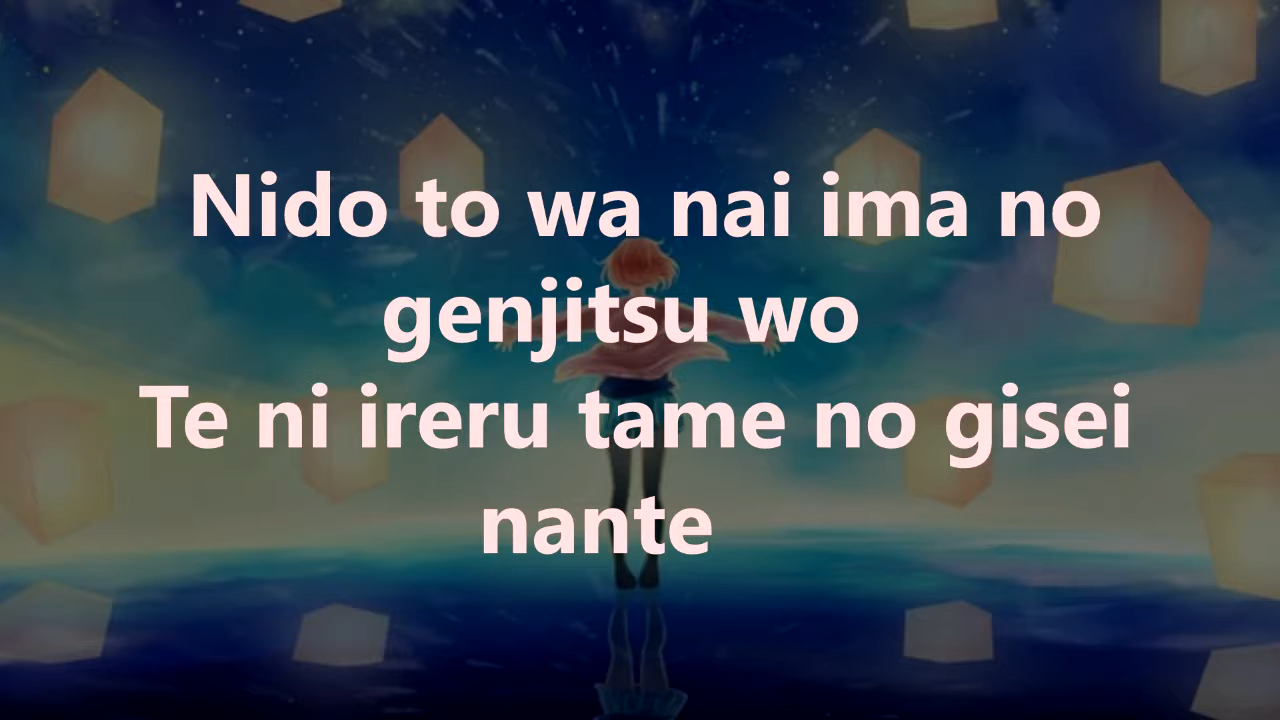 Nido to wa nai ima no
genjitsu wo
Te ni ireru tame no gisei
nante